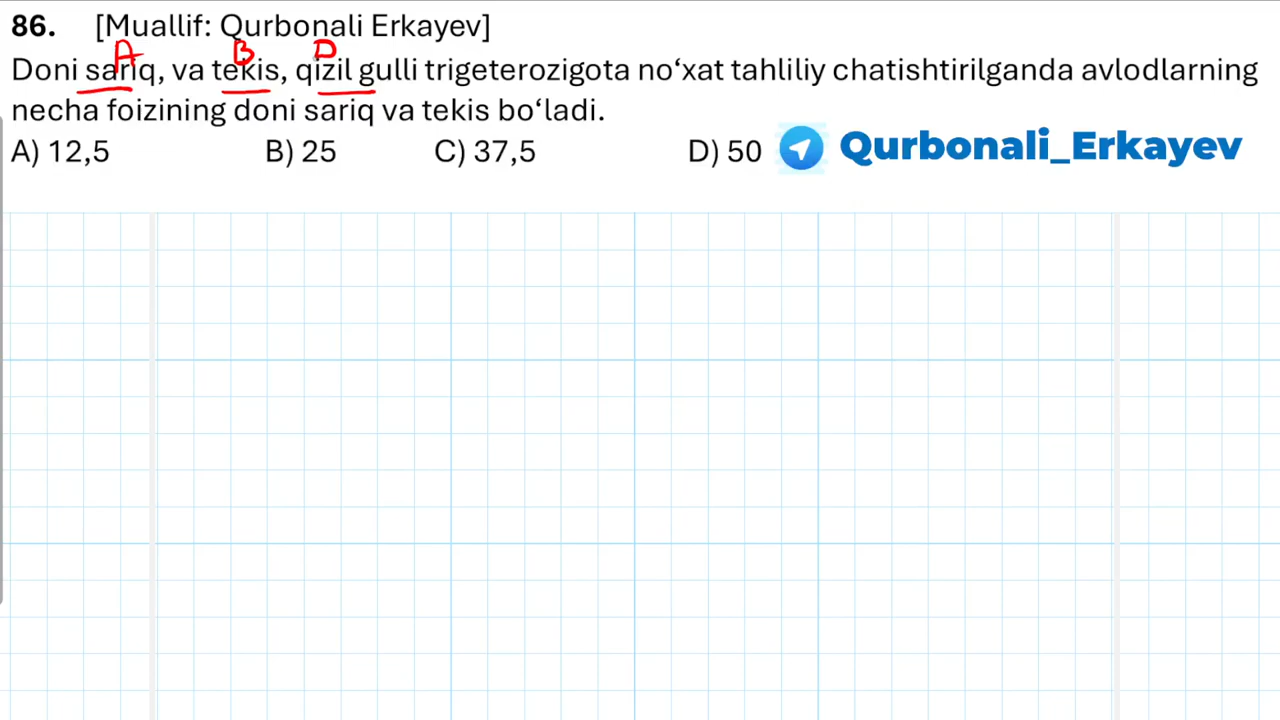 86. [Muallif: Qurbonali Erkayev]
A B D
Doni sariq, va tekis, qizil gulli trigeterozigota no‘xat tahliliy chatishtirilganda avlodlarning
necha foizining doni sariq va tekis bo‘ladi.
A) 12,5 B) 25 C) 37,5 D) 50 Qurbonali_Erkayev